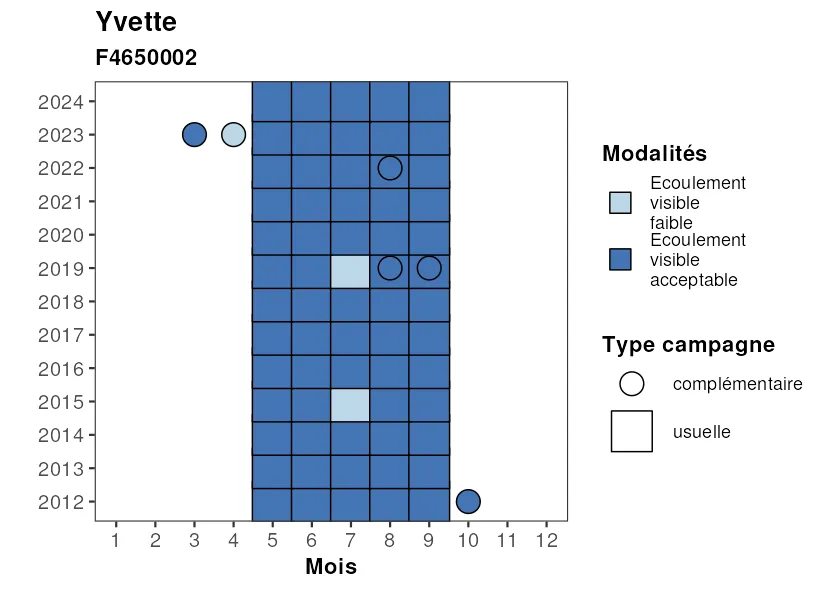 Yvette
F4650002
2024
2023
2022
2021
2020
2019
2018
2017
2016
2015
2014
2013
2012
1 2 3 4 5 6 7 8 9 10 11 12
Mois
Modalités
Ecoulement
visible
faible
Ecoulement
visible
acceptable
Type campagne
complémentaire
usuelle